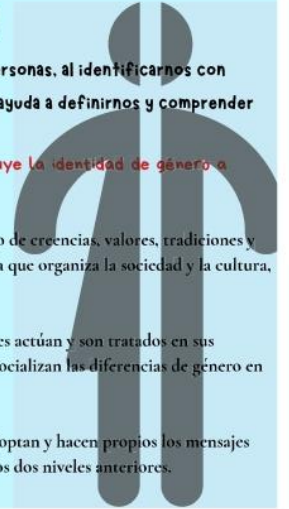 rsonas, al identificarnos con
ayuda a definirnos y comprender
uye la identidad de género a
o de creencias, valores, tradiciones y
a que organiza la sociedad y la cultura,
es actúan y son tratados en sus
ocializan las diferencias de género en
optan y hacen propios los mensajes
os dos niveles anteriores.